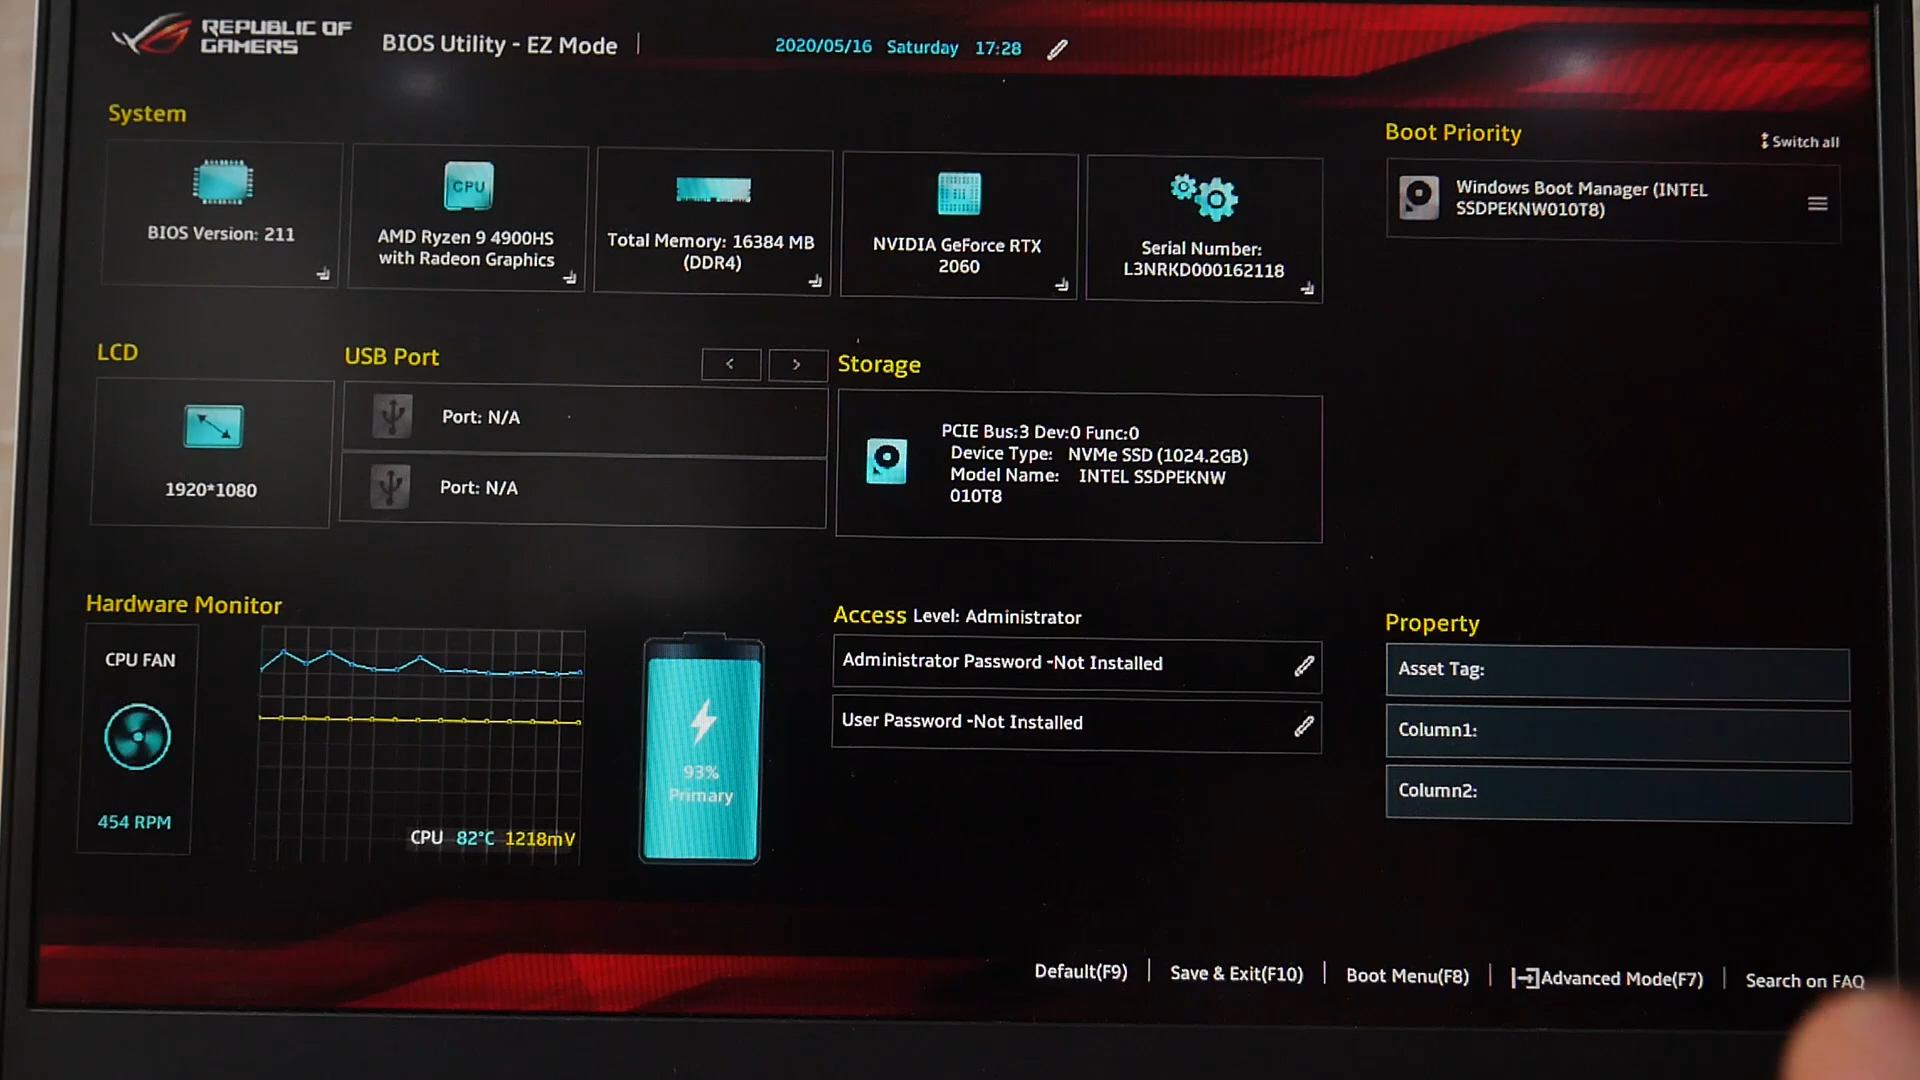 REPUBLIC OF
GAMERS
BIOS Utility - EZ Mode
2020/05/16 Saturday 17:28
System
BIOS Version: 211
CPU
AMD Ryzen 9 4900HS
with Radeon Graphics
Total Memory: 16384 MB
(DDR4)
NVIDIA GeForce RTX
2060
Serial Number:
L3NRKD000162118
Boot Priority
Switch all
Windows Boot Manager (INTEL
SSDPEKNW010T8)
LCD
1920*1080
USB Port
< >
Port: N/A
Port: N/A
Storage
PCIE Bus:3 Dev:0 Func:0
Device Type: NVMe SSD (1024.2GB)
Model Name: INTEL SSDPEKNW
010T8
Hardware Monitor
CPU FAN
454 RPM
CPU 82°C 1218mV
93%
Primary
Access Level: Administrator
Administrator Password -Not Installed
User Password -Not Installed
Property
Asset Tag:
Column1:
Column2:
Default(F9)
Save & Exit(F10)
Boot Menu(F8)
Advanced Mode(F7)
Search on FAQ